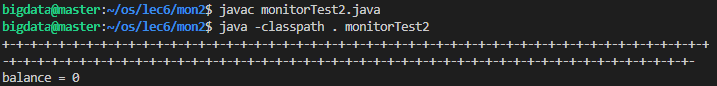 bigdata@master:~/os/lec6/mon2$ javac monitorTest2.java
bigdata@master:~/os/lec6/mon2$ java -classpath . monitorTest2
+-+-+-+-+-+-+-+-+-+-+-+-+-+-+-+-+-+-+-+-+-+-+-+-+-+-+-+-+-+-+-+-+-+-+-+-+-+-+-+-+-+-+-+-+-+-+-+-+-+-+
-+-+-+-+-+-+-+-+-+-+-+-+-+-+-+-+-+-+-+-+-+-+-+-+-+-+-+-+-+-+-+-+-+-+-+-+-+-+-+-+-+-+-+-+-+-+-+-+-+-
balance = 0